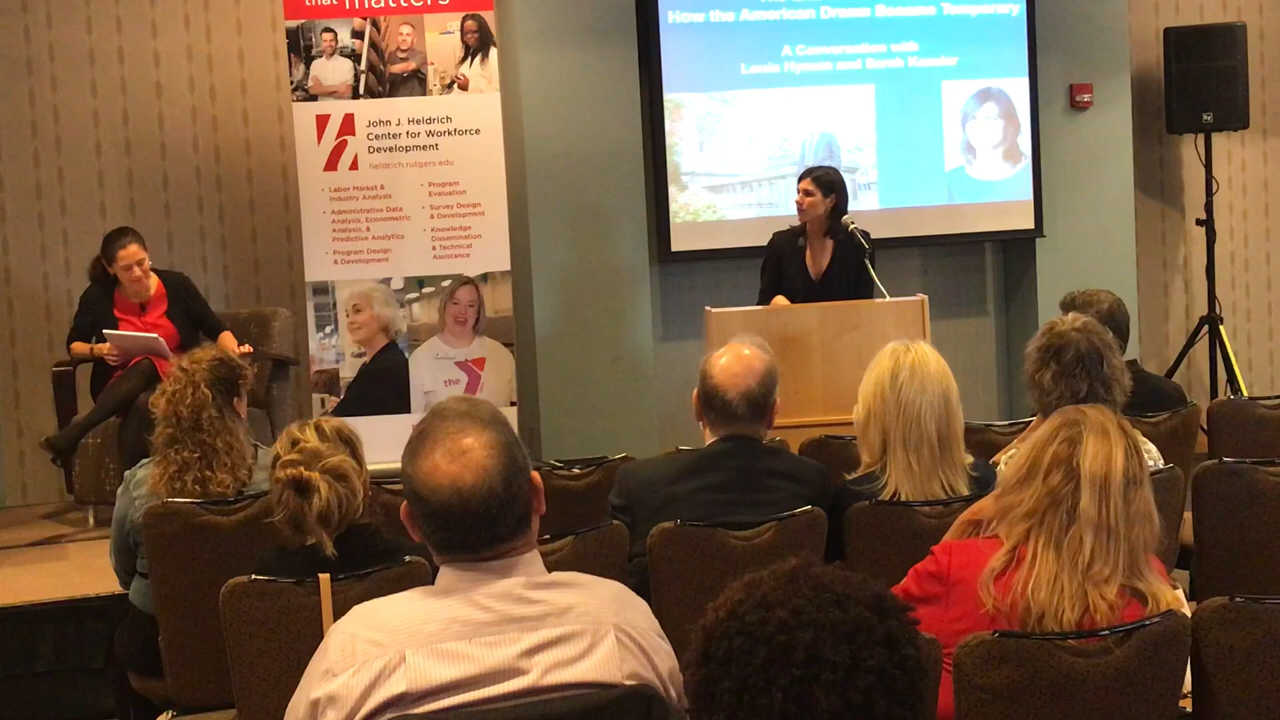 that matters
John J. Heldrich
Center for Workforce
Development
heldrich.rutgers.edu
• Labor Market &
Industry Analysis
• Administrative Data
Analysis, Econometric
Analysis, &
Predictive Analytics
• Program Design
& Development
• Program
Evaluation
• Survey Design
& Development
• Knowledge
Dissemination
& Technical
Assistance
the
How the American Dream Became Temporary
A Conversation with
Louis Hyman and Sarah Kessler
EV